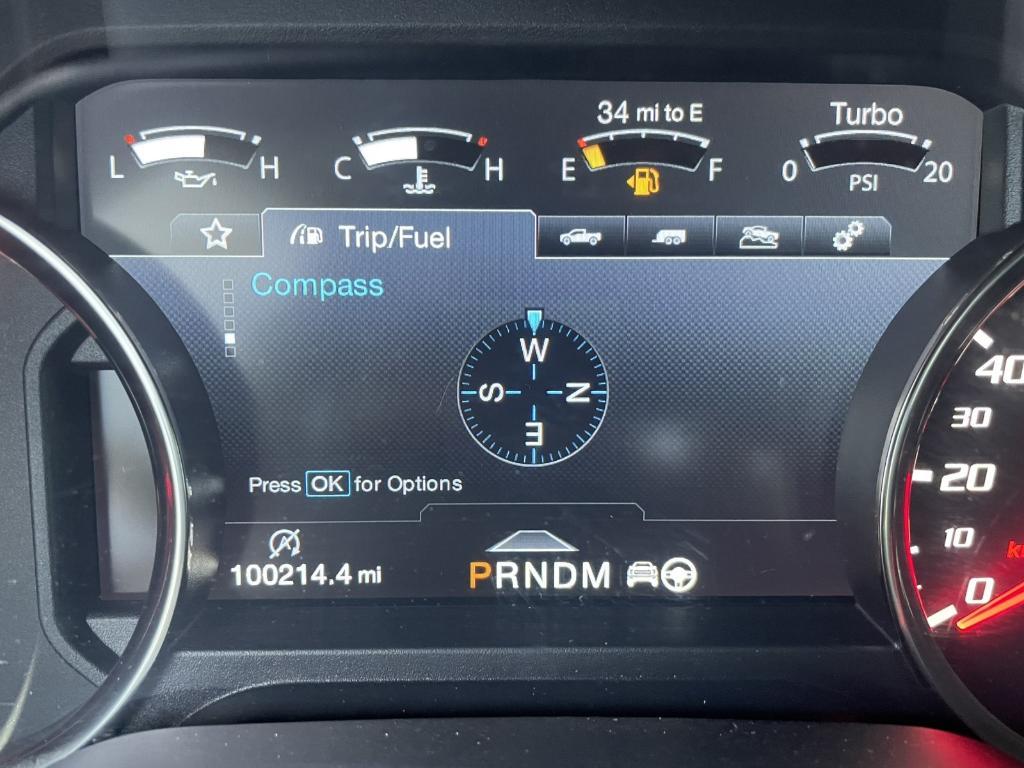 34 mi to E
Turbo
L H
C H
E F
0 20
PSI
Trip/Fuel
Compass
W
S N
E
Press OK for Options
100214.4 mi
PRNDM
40
30
20
10
0